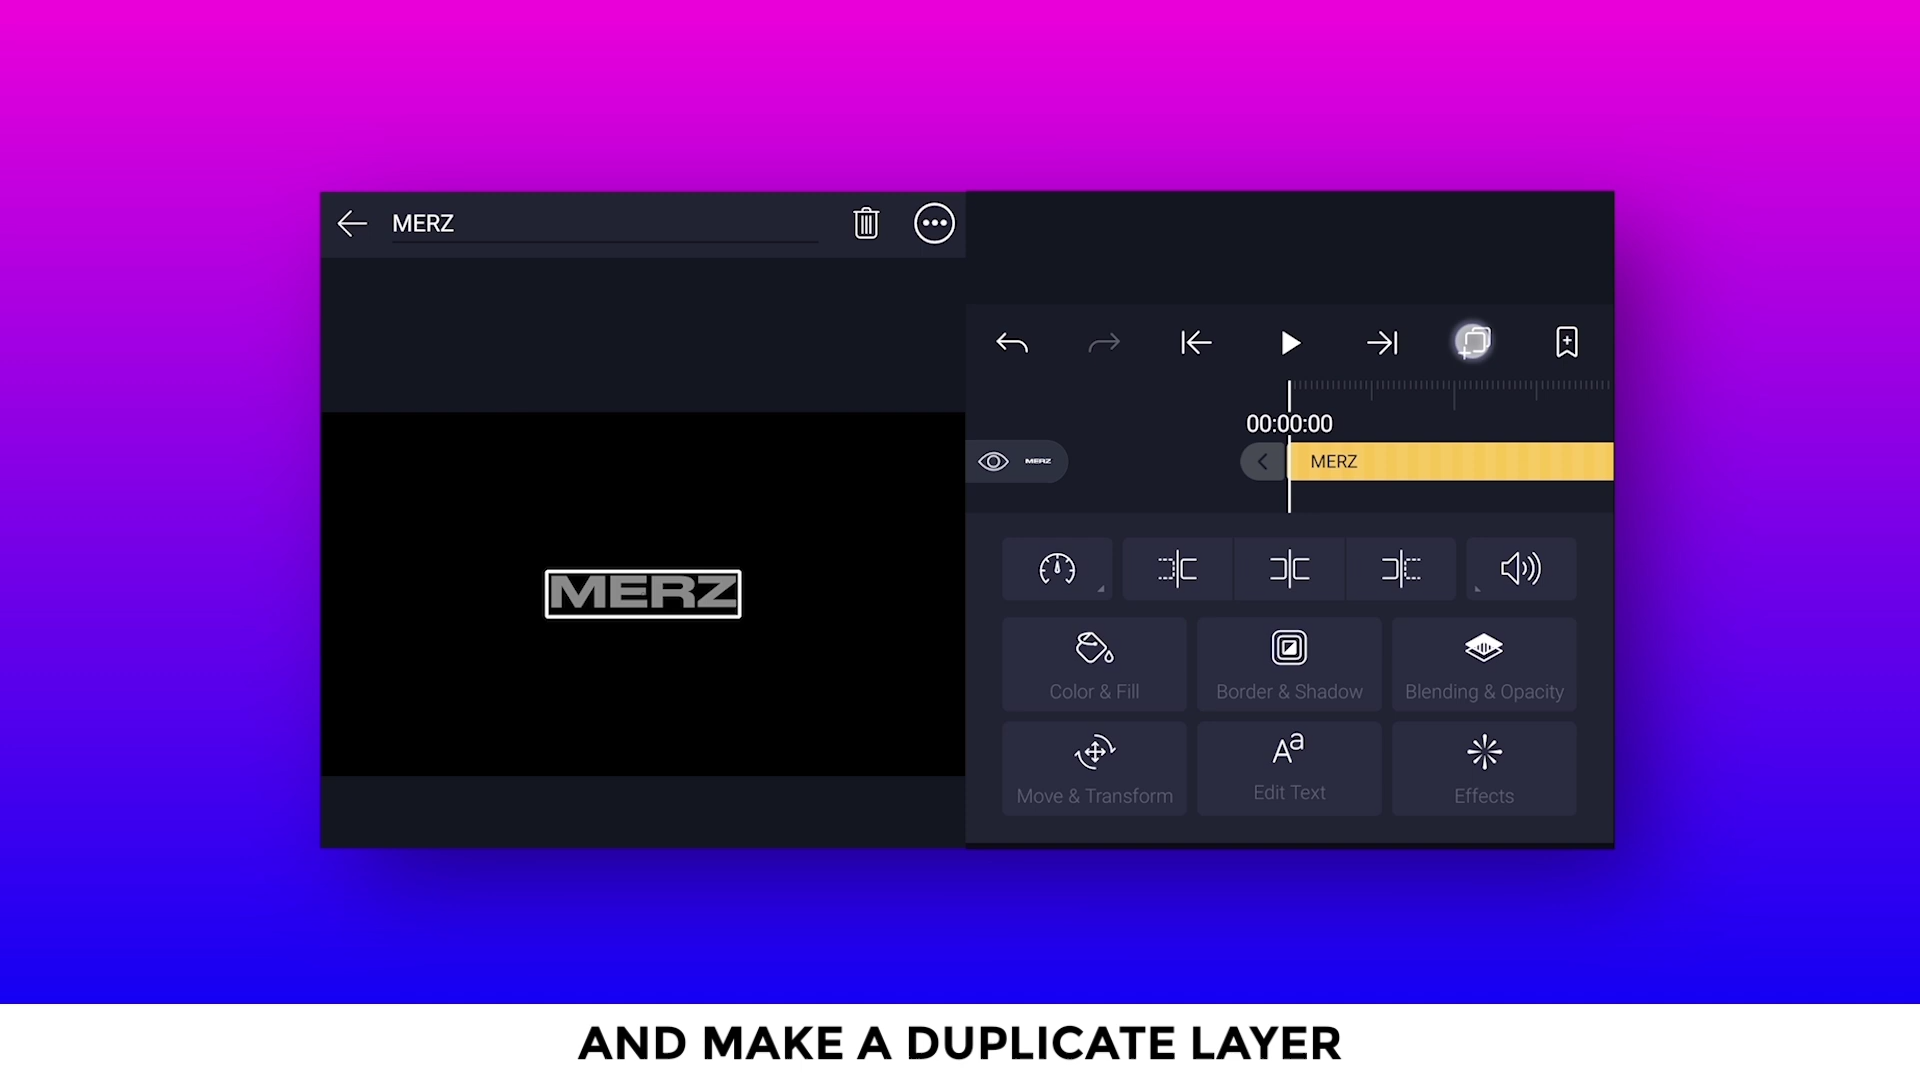 MERZ
MERZ
00:00:00
MERZ
MERZ
Color & Fill
Border & Shadow
Blending & Opacity
Move & Transform
Edit Text
Effects
AND MAKE A DUPLICATE LAYER